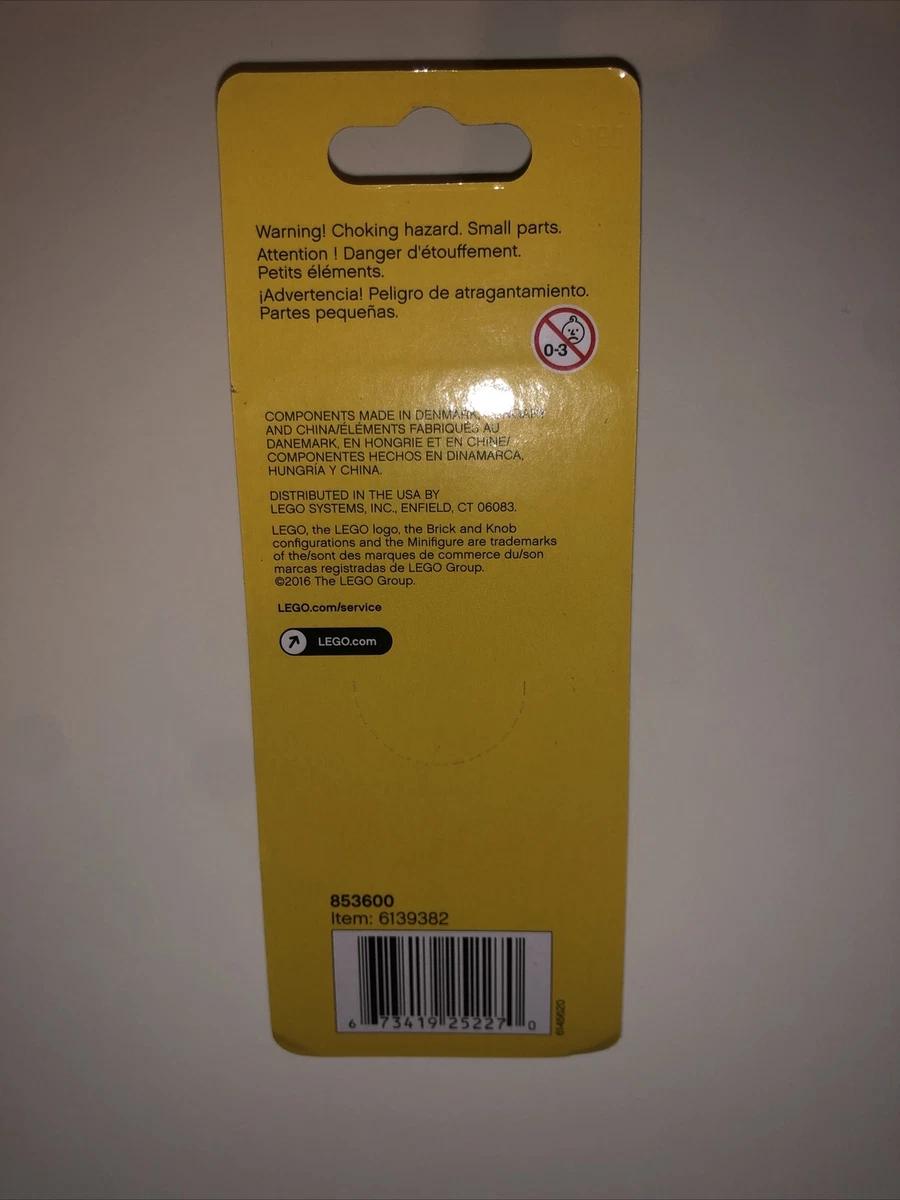 Warning! Choking hazard. Small parts.
Attention ! Danger d'étouffement.
Petits éléments.
¡Advertencia! Peligro de atragantamiento.
Partes pequeñas.
0-3
COMPONENTS MADE IN DENMARK,
AND CHINA/ÉLÉMENTS FABRIQUÉS AU
DANEMARK, EN HONGRIE ET EN CHINE/
COMPONENTES HECHOS EN DINAMARCA,
HUNGRÍA Y CHINA.
DISTRIBUTED IN THE USA BY
LEGO SYSTEMS, INC., ENFIELD, CT 06083.
LEGO, the LEGO logo, the Brick and Knob
configurations and the Minifigure are trademarks
of the/sont des marques de commerce du/son
marcas registradas de LEGO Group.
©2016 The LEGO Group.
LEGO.com/service
LEGO.com
853600
Item: 6139382
6 73419 25227 0